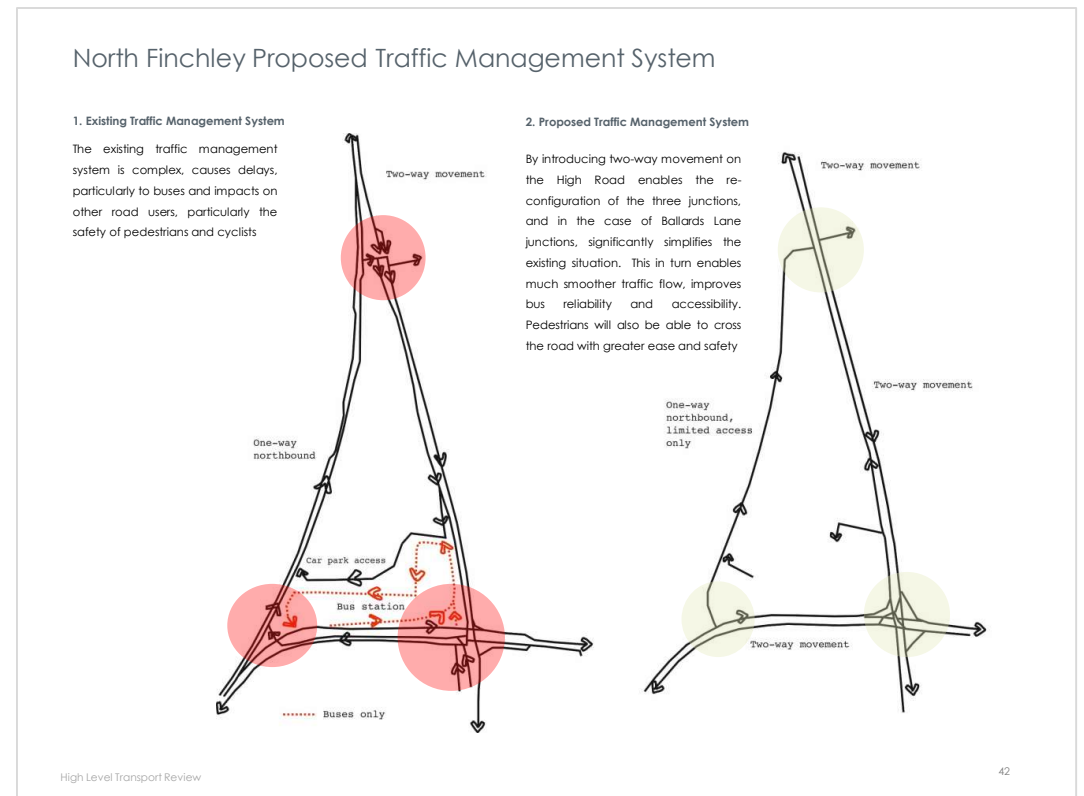 North Finchley Proposed Traffic Management System
1. Existing Traffic Management System
The existing traffic management
system is complex, causes delays,
particularly to buses and impacts on
other road users, particularly the
safety of pedestrians and cyclists
Two-way movement
One-way
northbound
Car park access
Bus station
Buses only
2. Proposed Traffic Management System
By introducing two-way movement on
the High Road enables the re-
configuration of the three junctions,
and in the case of Ballards Lane
junctions, significantly simplifies the
existing situation. This in turn enables
much smoother traffic flow, improves
bus reliability and accessibility.
Pedestrians will also be able to cross
the road with greater ease and safety
Two-way movement
Two-way movement
One-way
northbound,
limited access
only
Two-way movement
High Level Transport Review
42